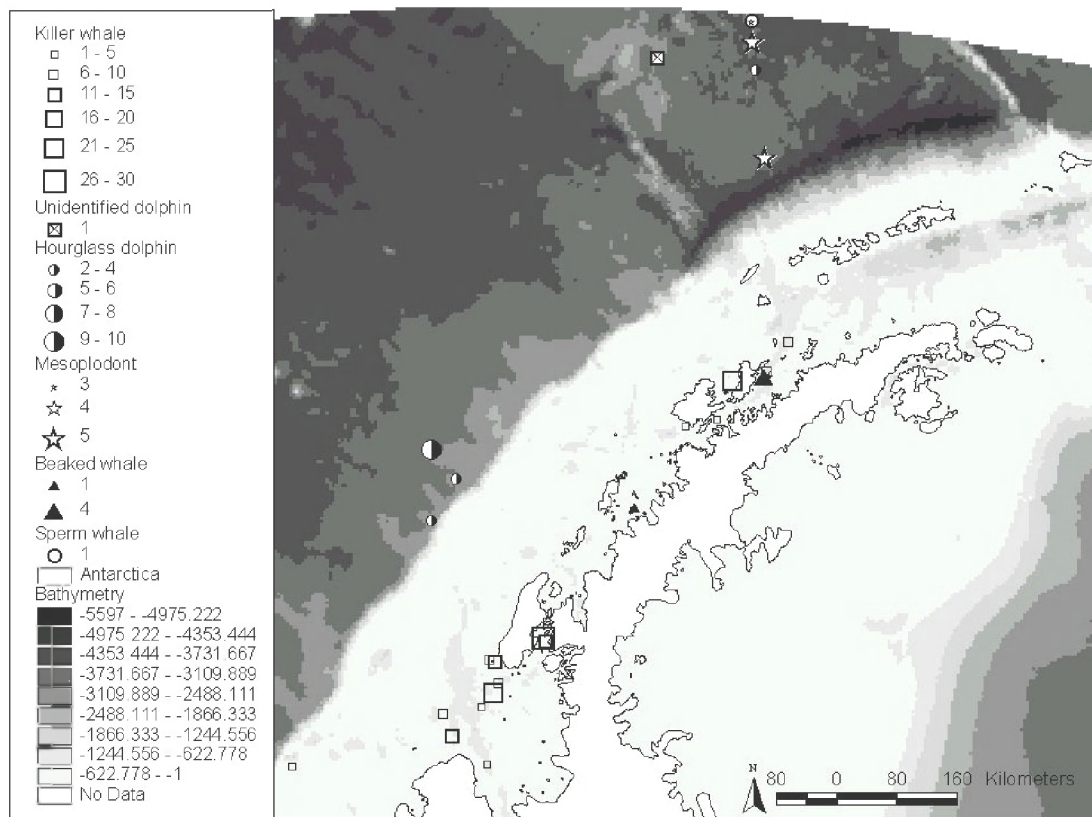 Killer whale
1 - 5
6 - 10
11 - 15
16 - 20
21 - 25
26 - 30
Unidentified dolphin
1
Hourglass dolphin
2 - 4
5 - 6
7 - 8
9 - 10
Mesoplodont
3
4
5
Beaked whale
1
4
Sperm whale
1
Antarctica
Bathymetry
-5597 - -4975.222
-4975.222 - -4353.444
-4353.444 - -3731.667
-3731.667 - -3109.889
-3109.889 - -2488.111
-2488.111 - -1866.333
-1866.333 - -1244.556
-1244.556 - -622.778
-622.778 - -1
No Data
N
80 0 80 160 Kilometers